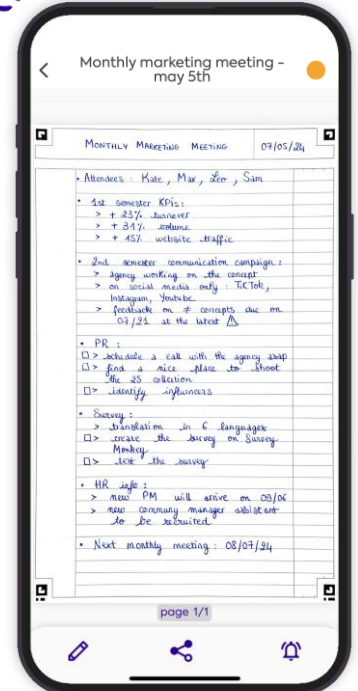 Monthly marketing meeting -
may 5th
MONTHLY MARKETING MEETING 07/05/24
• Attendees : Kate, Max, Leo, Sam
• 1st semester KPIs :
> + 23% turnover
> + 31% volume
> + 45% website traffic
• 2nd semester communication campaign :
> agency working on the concept
> on social media only : TikTok,
Instagram, Youtube
> feedback on ≠ concepts due on
07/21 at the latest ⚠
• PR :
> schedule a call with the agency asap
> find a nice place to shoot
the 25 collection
> identify influencers
• Survey :
> translation in 6 languages
> create the survey on Survey
Monkey
> test the survey
• HR info :
> new PM will arrive on 09/06
> new communy manager assistant
to be recruited
• Next monthly meeting : 08/07/24
page 1/1